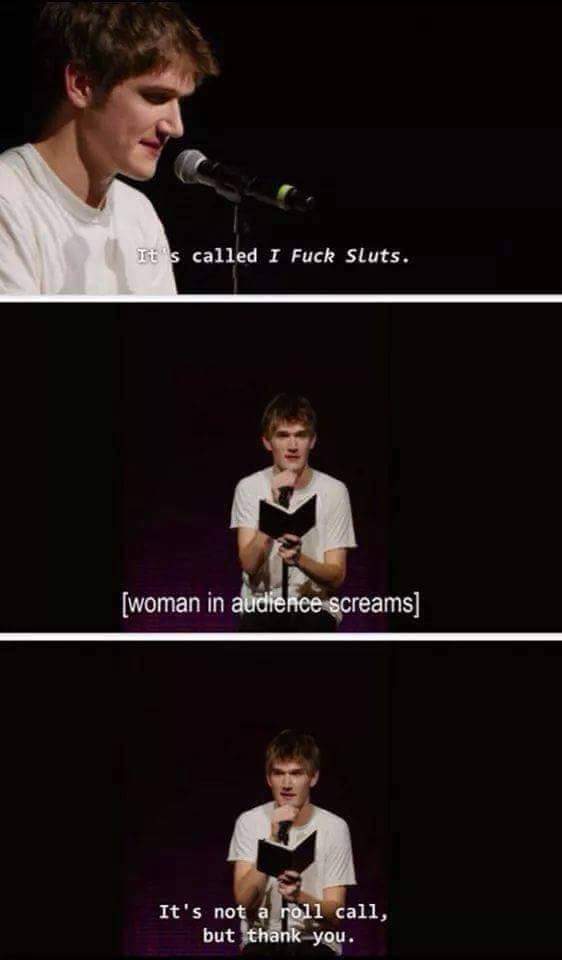 It's called I Fuck Sluts.
[woman in audience screams]
It's not a roll call,
but thank you.